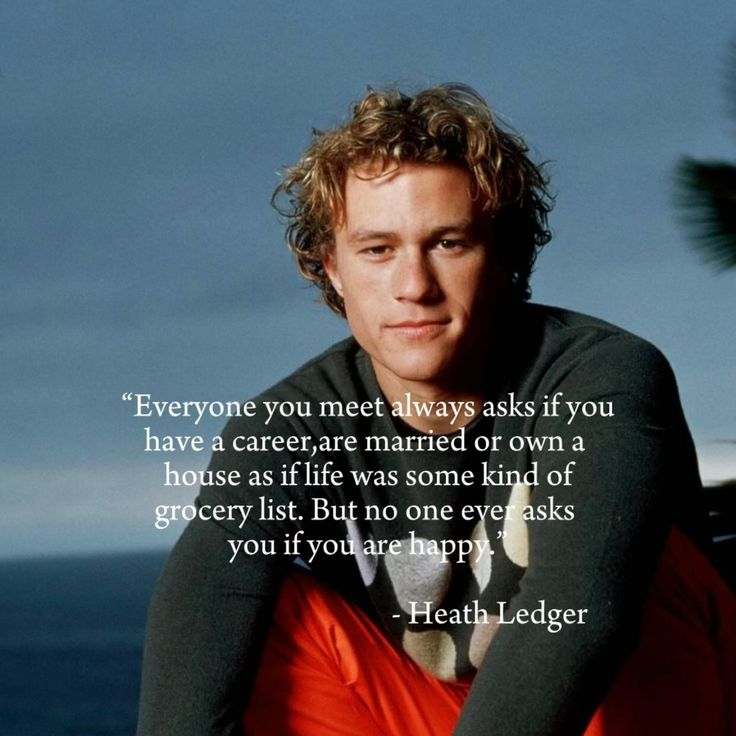 “Everyone you meet always asks if you
have a career,are married or own a
house as if life was some kind of
grocery list. But no one ever asks
you if you are happy.”
- Heath Ledger